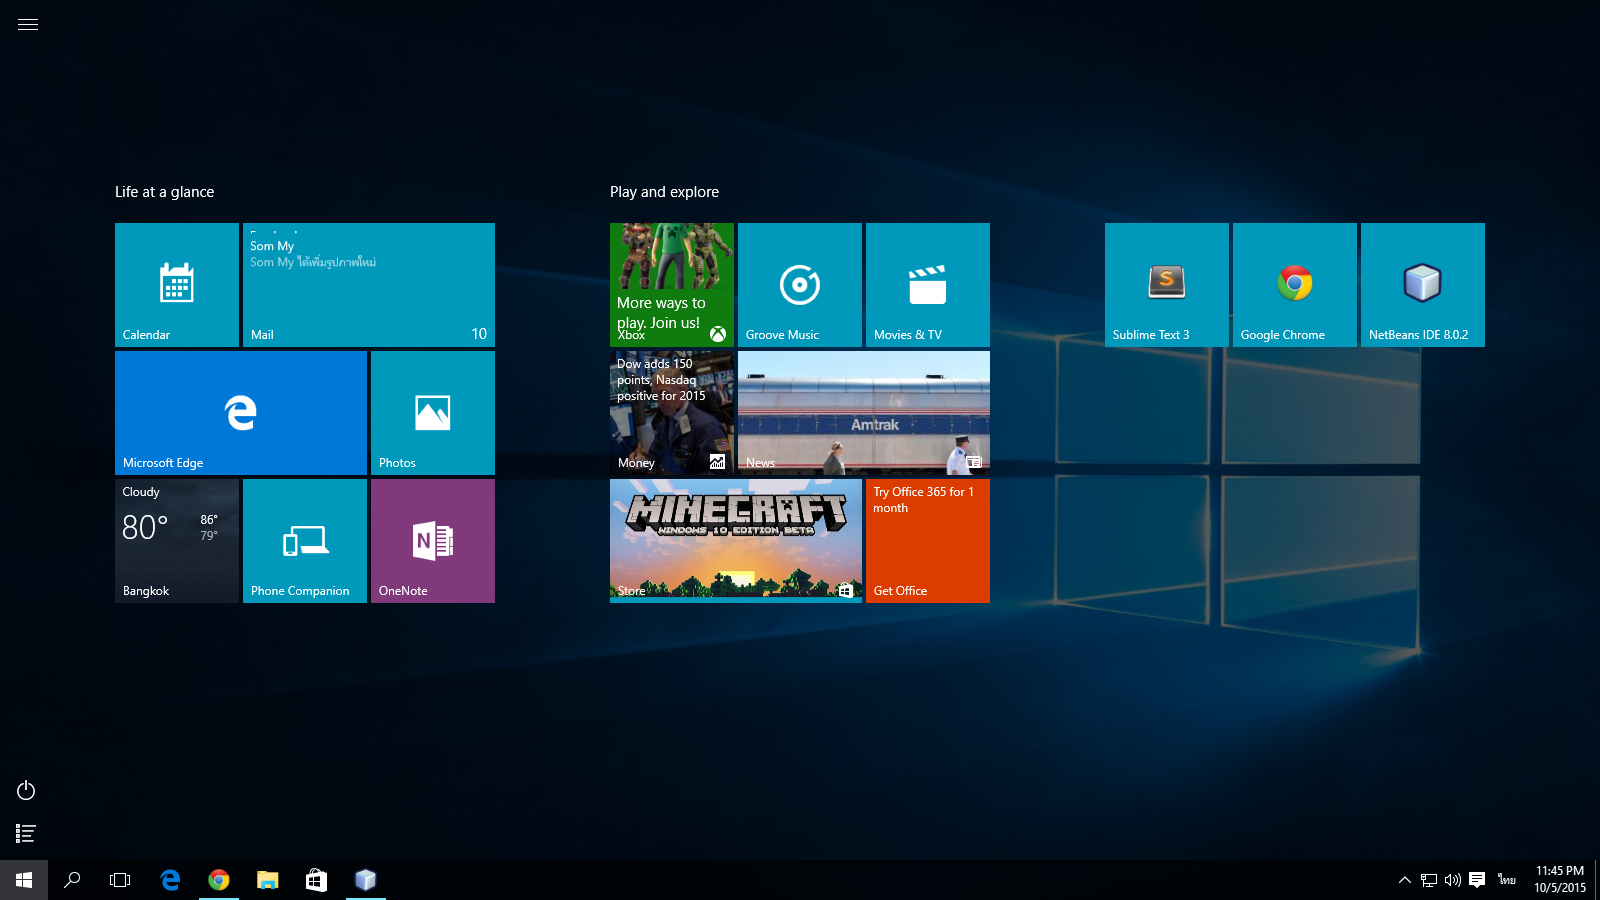 Life at a glance
Play and explore
Som My
Som My ได้เพิ่มรูปภาพใหม่
Calendar
Mail
10
More ways to
play. Join us!
Xbox
Groove Music
Movies & TV
S
Sublime Text 3
Google Chrome
NetBeans IDE 8.0.2
Microsoft Edge
Photos
Dow adds 150
points, Nasdaq
positive for 2015
Money
Amtrak
News
Cloudy
80°
86°
79°
Bangkok
Phone Companion
N
OneNote
MINECRAFT
WINDOWS 10 EDITION BETA
Store
Try Office 365 for 1
month
Get Office
ไทย
11:45 PM
10/5/2015